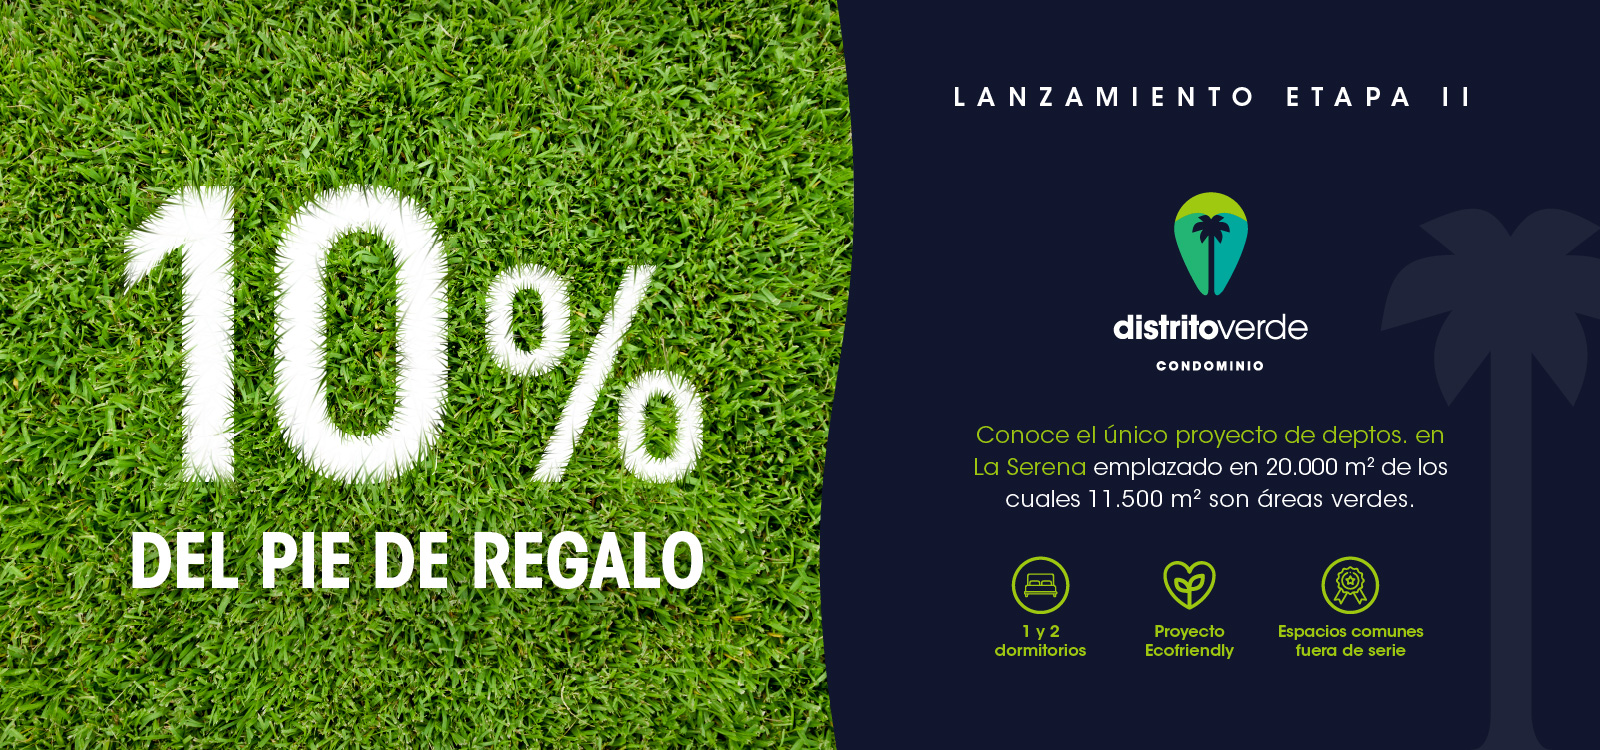 10%
DEL PIE DE REGALO
LANZAMIENTO ETAPA II
distritoverde
CONDOMINIO
Conoce el único proyecto de deptos. en
La Serena emplazado en 20.000 m² de los
cuales 11.500 m² son áreas verdes.
1 y 2
dormitorios
Proyecto
Ecofriendly
Espacios comunes
fuera de serie